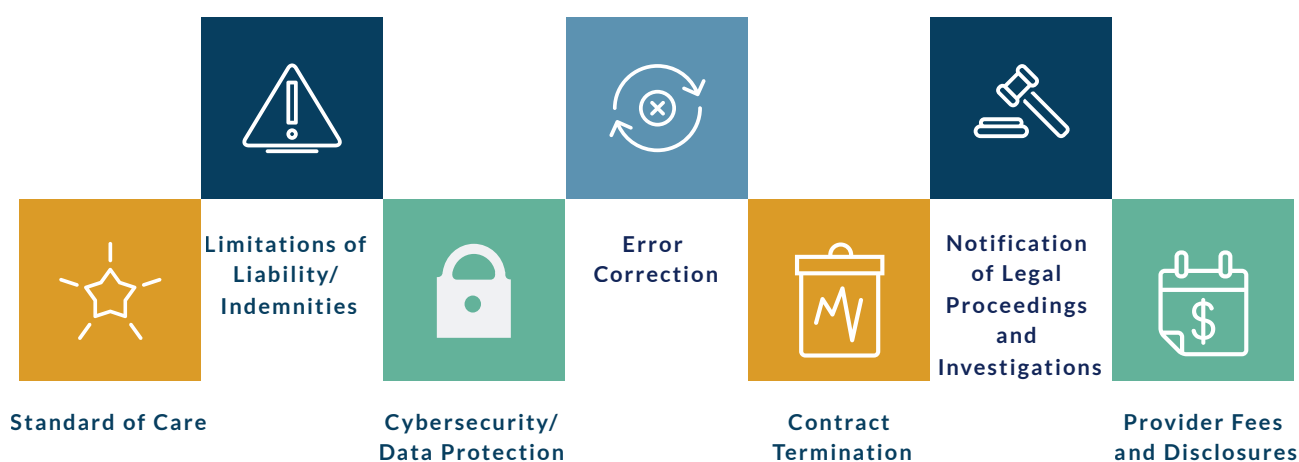 Standard of Care
Limitations of
Liability/
Indemnities
Cybersecurity/
Data Protection
Error
Correction
Contract
Termination
Notification
of Legal
Proceedings
and
Investigations
$
Provider Fees
and Disclosures